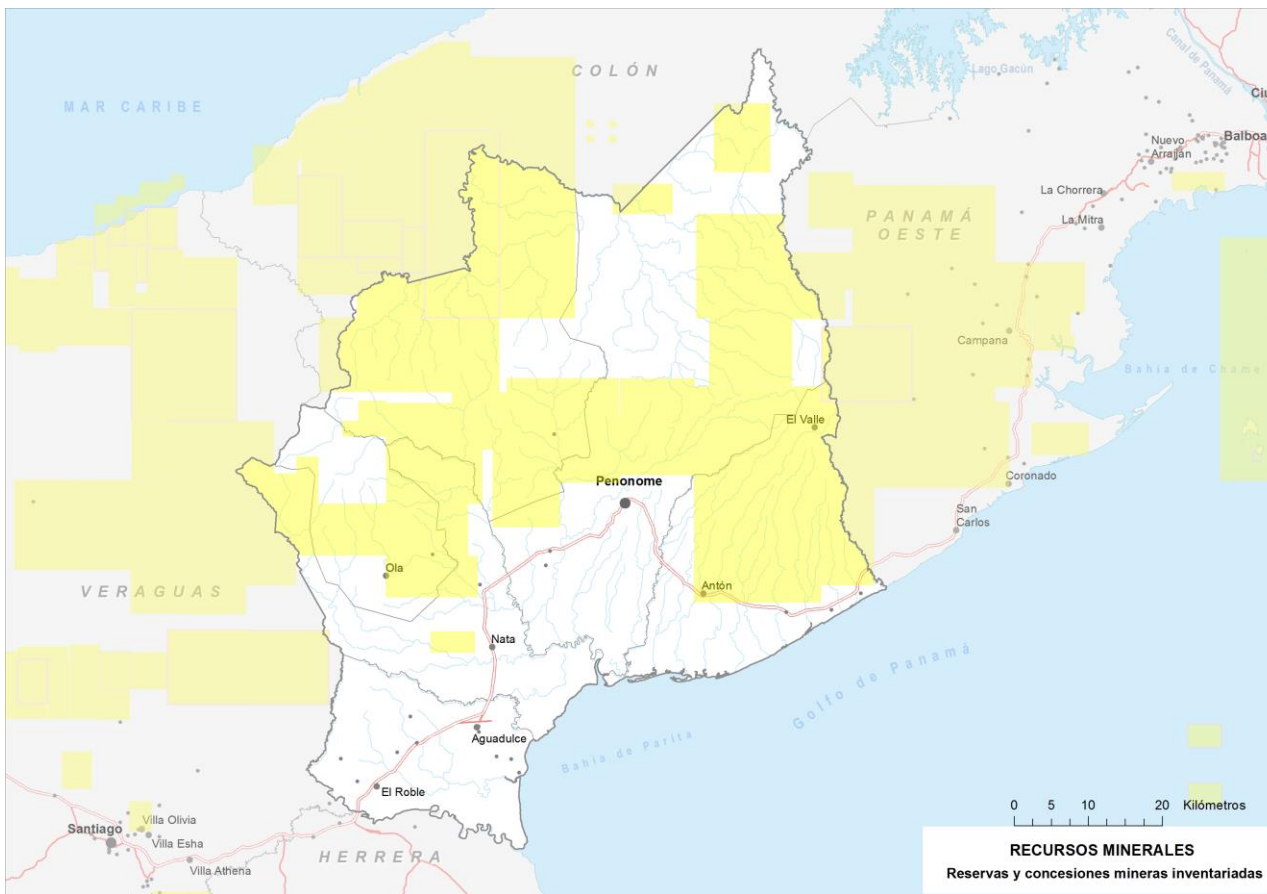 COLÓN
Lago Gacún
Canal de Panamá
MAR CARIBE
Nuevo
Arraiján
Balboa
La Chorrera
PANAMÁ
OESTE
La Mitra
Campana
Bahía de Chame
El Valle
Coronado
Penonome
San
Carlos
Ola
Antón
VERAGUAS
Nata
Golfo de Panamá
Aguadulce
Bahía de Parita
El Roble
0 5 10 20 Kilómetros
Villa Olivia
Santiago
Villa Esha
HERRERA
Villa Athena
RECURSOS MINERALES
Reservas y concesiones mineras inventariadas